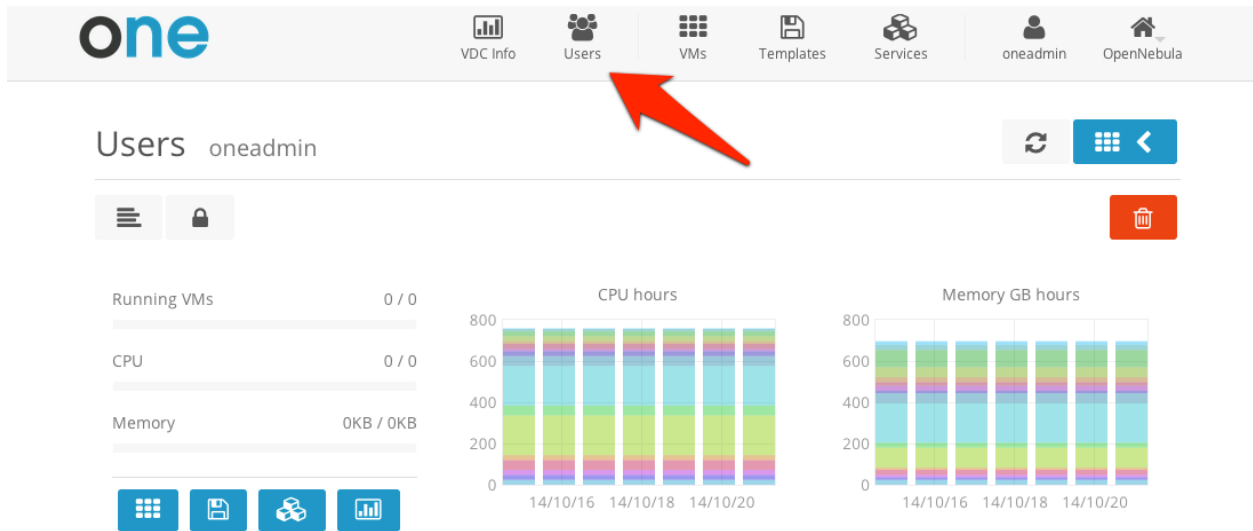 one
VDC Info Users VMs Templates Services oneadmin OpenNebula
Users oneadmin
Running VMs 0 / 0
CPU 0 / 0
Memory 0KB / 0KB
CPU hours
800
600
400
200
0
14/10/16 14/10/18 14/10/20
Memory GB hours
800
600
400
200
0
14/10/16 14/10/18 14/10/20